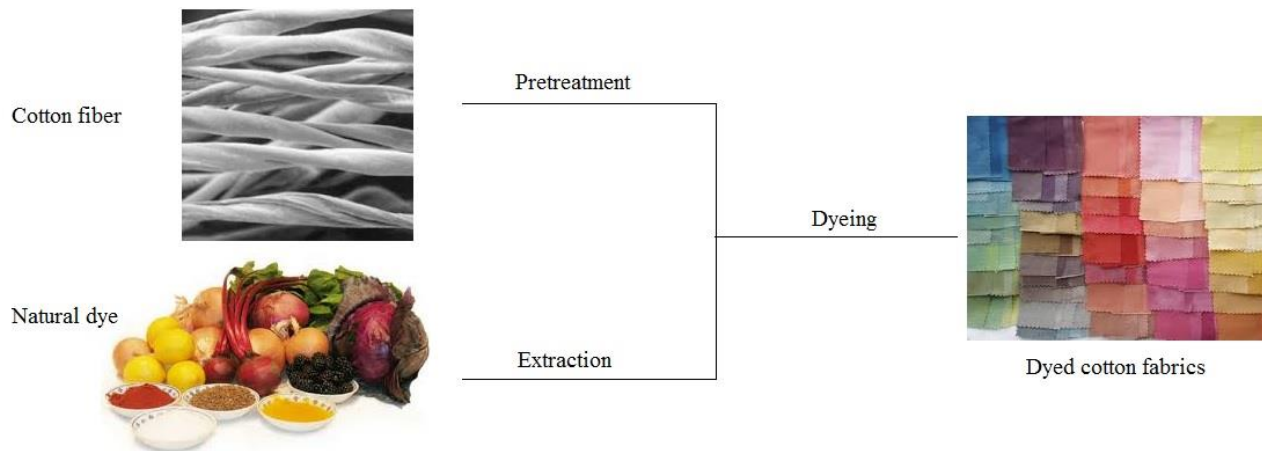 Cotton fiber
Pretreatment
Dyeing
Natural dye
Extraction
Dyed cotton fabrics